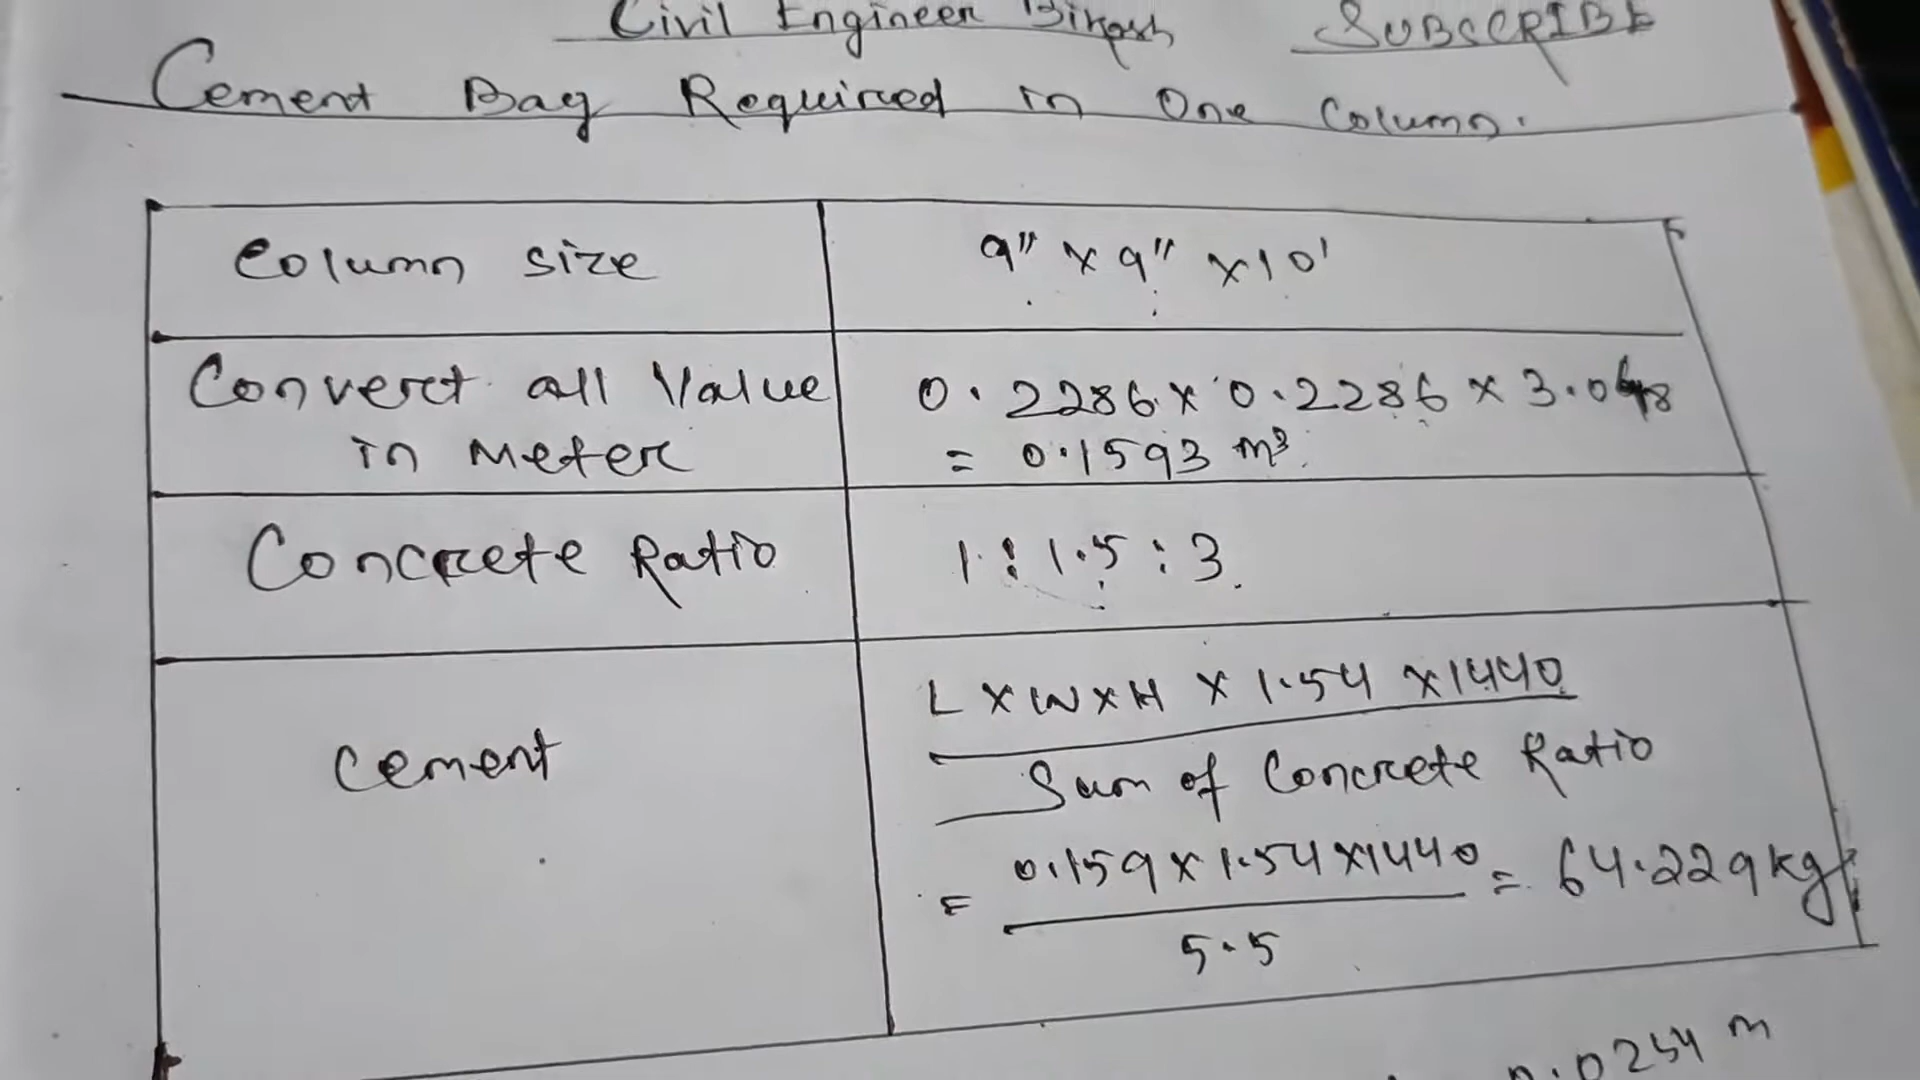 Civil Engineer Bikash SUBSCRIBE
Cement Bag Required in One Column.
Column size 9" x 9" x 10'
Convert all Value in Meter 0.2286 x 0.2286 x 3.048
= 0.1593 m³
Concrete Ratio 1:1.5:3
Cement L x W x H x 1.54 x 1440
Sum of Concrete Ratio
= 0.159 x 1.54 x 1440 = 64.229 kg
5.5
0.0254 m